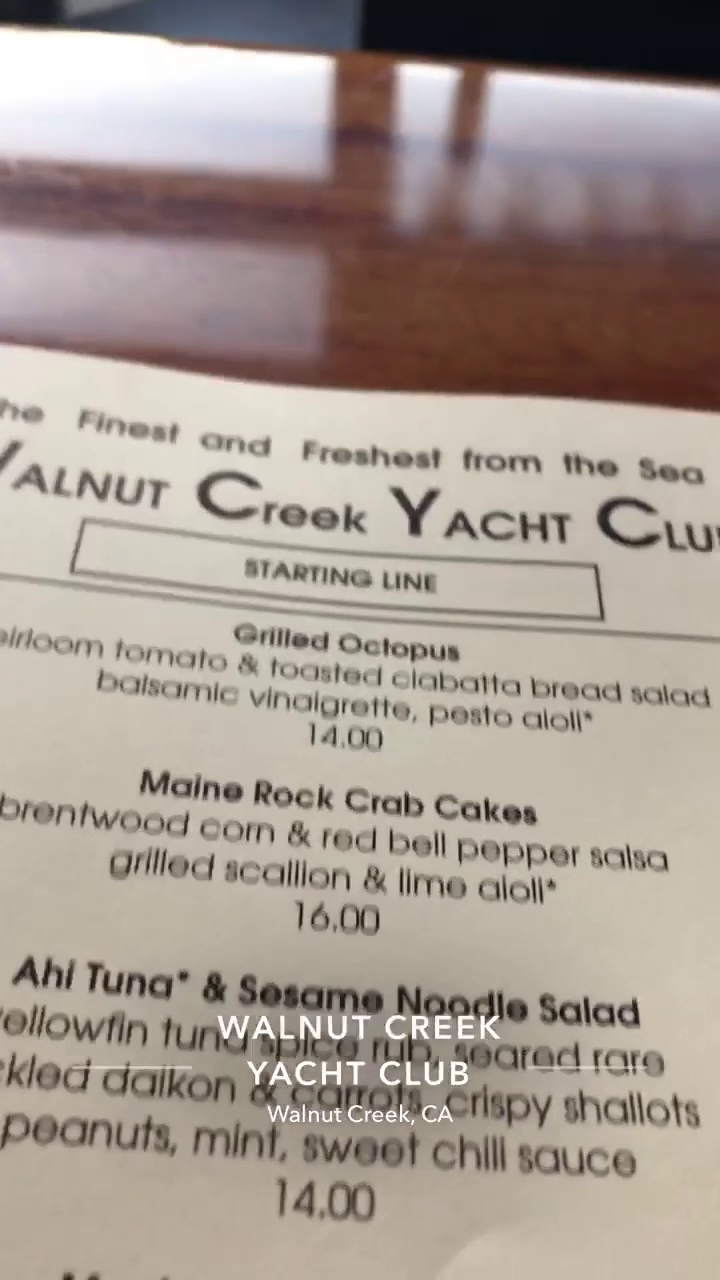 he Finest and Freshest from the Sea
WALNUT Creek YACHT CLU
STARTING LINE
Grilled Octopus
eirloom tomato & toasted ciabatta bread salad
balsamic vinaigrette, pesto aioli*
14.00
Maine Rock Crab Cakes
brentwood corn & red bell pepper salsa
grilled scallion & lime aioli*
16.00
Ahi Tuna* & Sesame Noodle Salad
yellowfin tuna spice rub, seared rare
ckled daikon & carrots, crispy shallots
peanuts, mint, sweet chili sauce
14.00
WALNUT CREEK
YACHT CLUB
Walnut Creek, CA